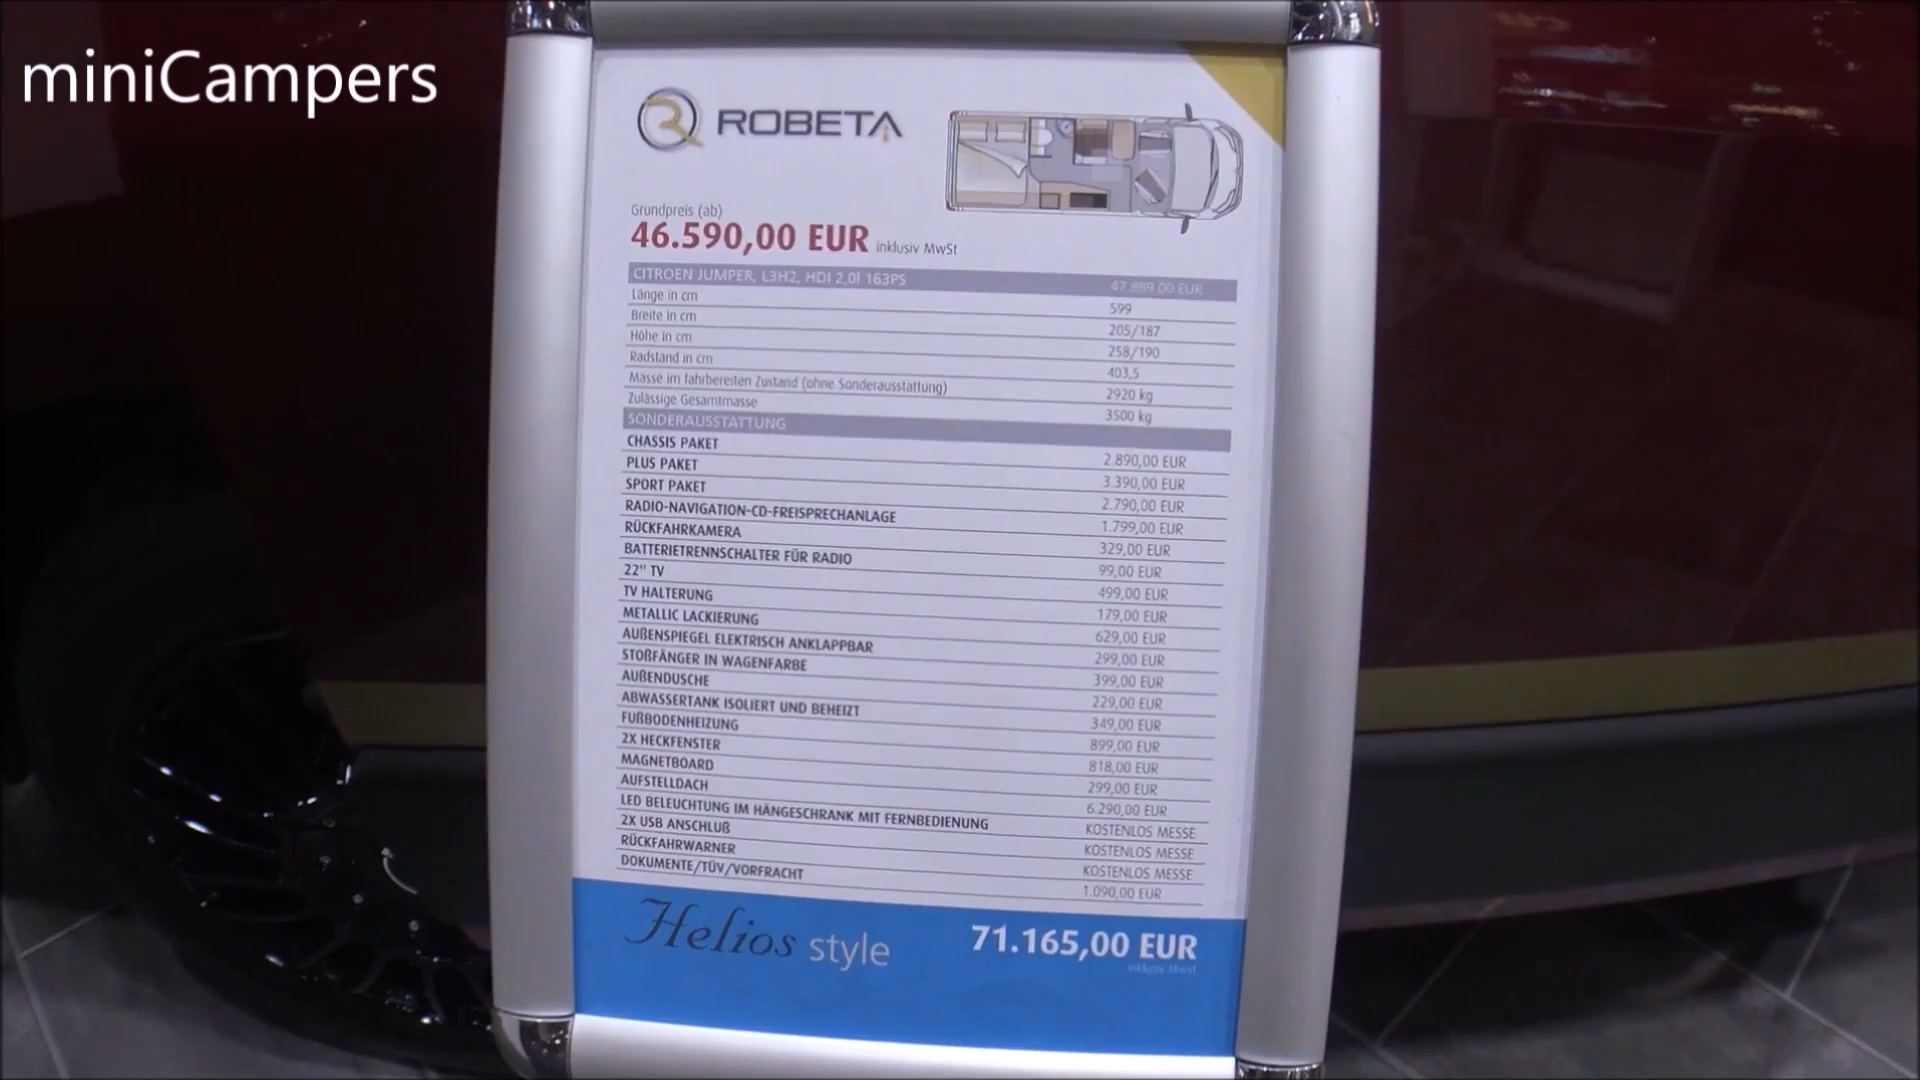 miniCampers
ROBETA
Grundpreis (ab)
46.590,00 EUR inklusiv MwSt
CITROEN JUMPER, L3H2, HDI 2,0l 163PS 47.889,00 EUR
Länge in cm 599
Breite in cm 205/187
Höhe in cm 258/190
Radstand in cm 403,5
Masse im fahrbereiten Zustand (ohne Sonderausstattung) 2920 kg
Zulässige Gesamtmasse 3500 kg
SONDERAUSSTATTUNG
CHASSIS PAKET 2.890,00 EUR
PLUS PAKET 3.390,00 EUR
SPORT PAKET 2.790,00 EUR
RADIO-NAVIGATION-CD-FREISPRECHANLAGE 1.799,00 EUR
RÜCKFAHRKAMERA 329,00 EUR
BATTERIETRENNSCHALTER FÜR RADIO 99,00 EUR
22" TV 499,00 EUR
TV HALTERUNG 179,00 EUR
METALLIC LACKIERUNG 629,00 EUR
AUßENSPIEGEL ELEKTRISCH ANKLAPPBAR 299,00 EUR
STOßFÄNGER IN WAGENFARBE 399,00 EUR
AUßENDUSCHE 229,00 EUR
ABWASSERTANK ISOLIERT UND BEHEIZT 349,00 EUR
FUßBODENHEIZUNG 899,00 EUR
2X HECKFENSTER 818,00 EUR
MAGNETBOARD 299,00 EUR
AUFSTELLDACH 6.290,00 EUR
LED BELEUCHTUNG IM HÄNGESCHRANK MIT FERNBEDIENUNG KOSTENLOS MESSE
2X USB ANSCHLUß KOSTENLOS MESSE
RÜCKFAHRWARNER KOSTENLOS MESSE
DOKUMENTE/TÜV/VORFRACHT 1.090,00 EUR
Helios style 71.165,00 EUR
inklusiv MwSt